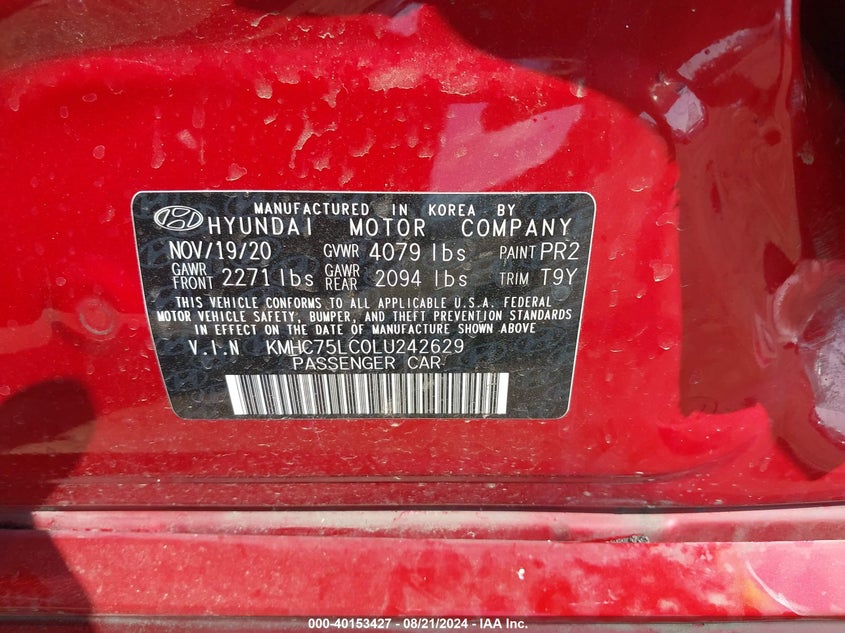 MANUFACTURED IN KOREA BY
HYUNDAI MOTOR COMPANY
NOV/19/20 GVWR 4079 lbs PAINT PR2
GAWR FRONT 2271 lbs GAWR REAR 2094 lbs TRIM T9Y
THIS VEHICLE CONFORMS TO ALL APPLICABLE U.S.A. FEDERAL
MOTOR VEHICLE SAFETY, BUMPER, AND THEFT PREVENTION STANDARDS
IN EFFECT ON THE DATE OF MANUFACTURE SHOWN ABOVE
V.I.N KMHC75LC0LU242629
PASSENGER CAR
000-40153427 - 08/21/2024 - IAA Inc.